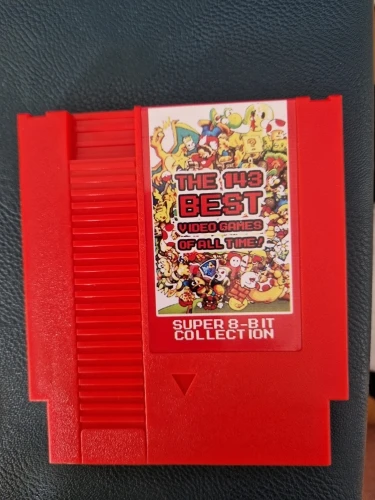 THE 143
BEST
VIDEO GAMES
OF ALL TIME!
SUPER 8-BIT
COLLECTION